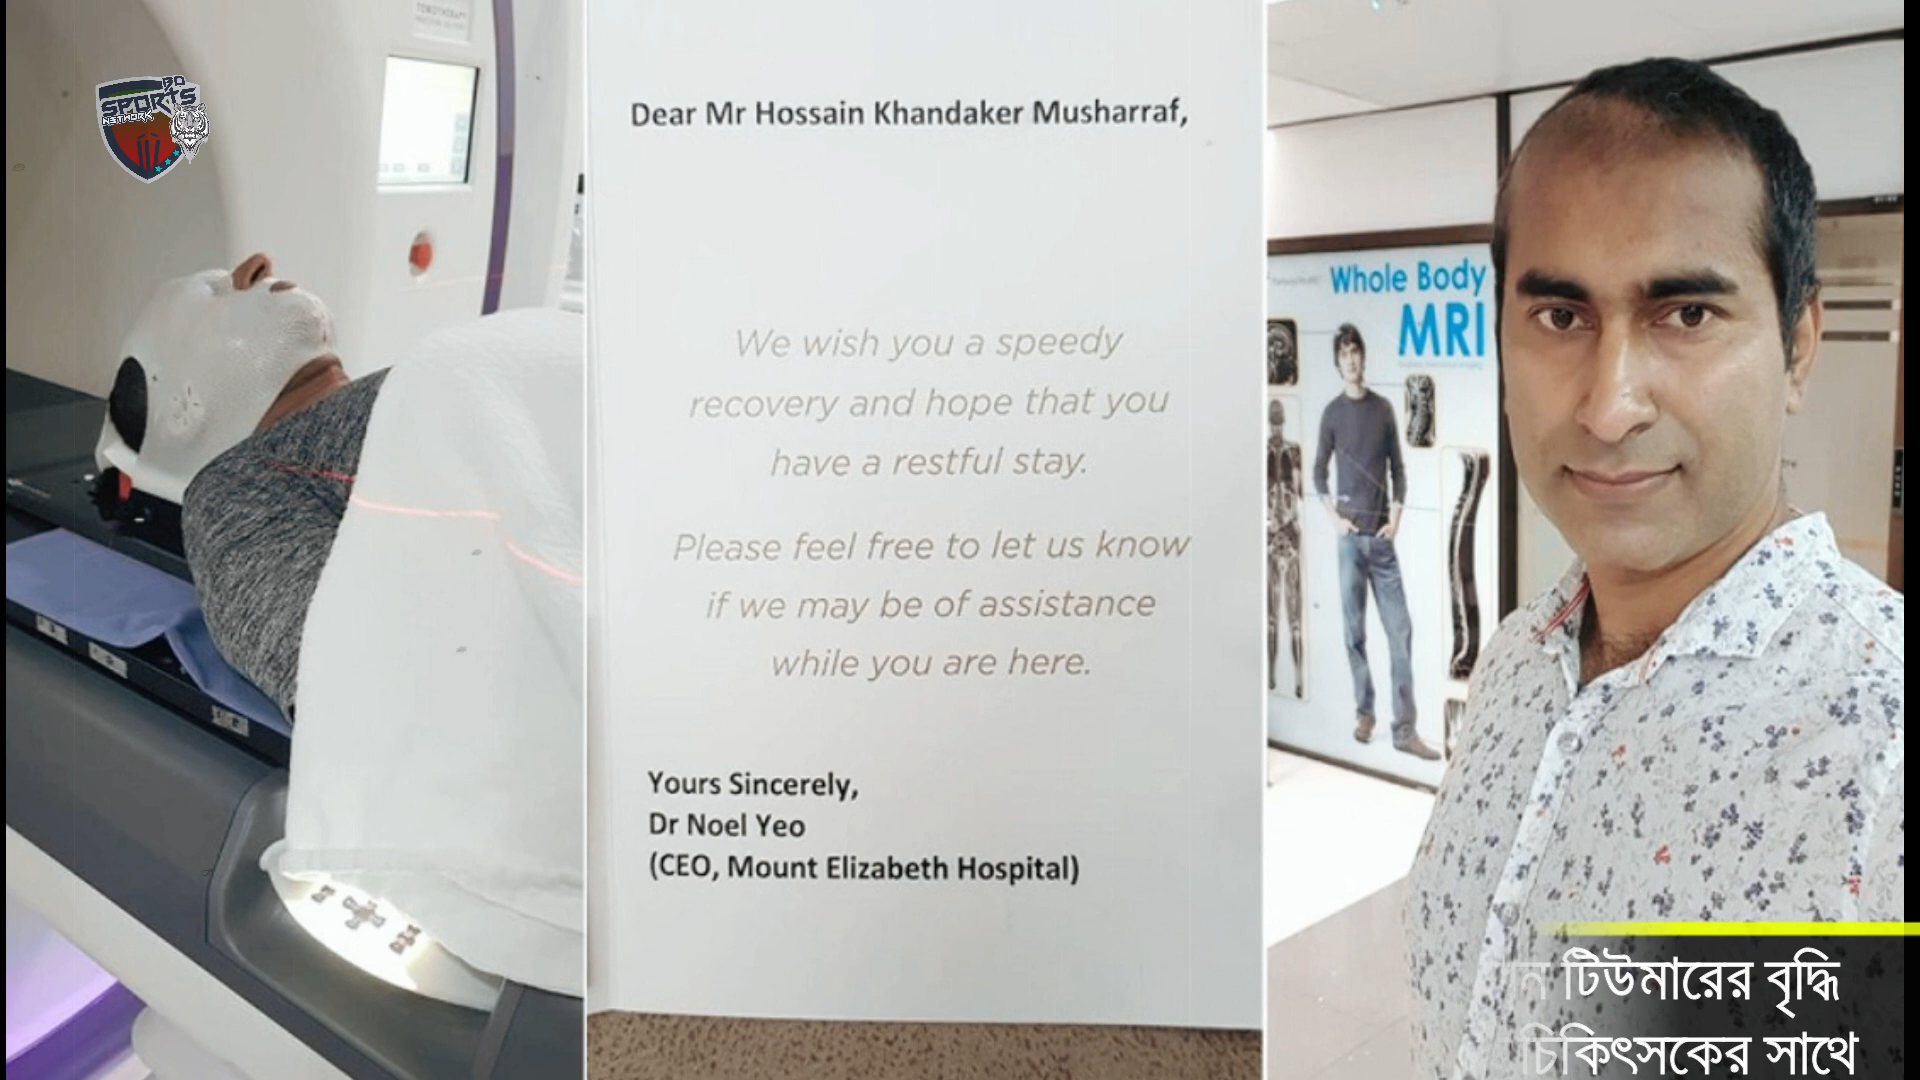 BD
SPORTS
NETWORK
TOMOTHERAPY
Dear Mr Hossain Khandaker Musharraf,
We wish you a speedy
recovery and hope that you
have a restful stay.
Please feel free to let us know
if we may be of assistance
while you are here.
Yours Sincerely,
Dr Noel Yeo
(CEO, Mount Elizabeth Hospital)
Whole Body
MRI
ন টিউমারের বৃদ্ধি
চিকিৎসকের সাথে